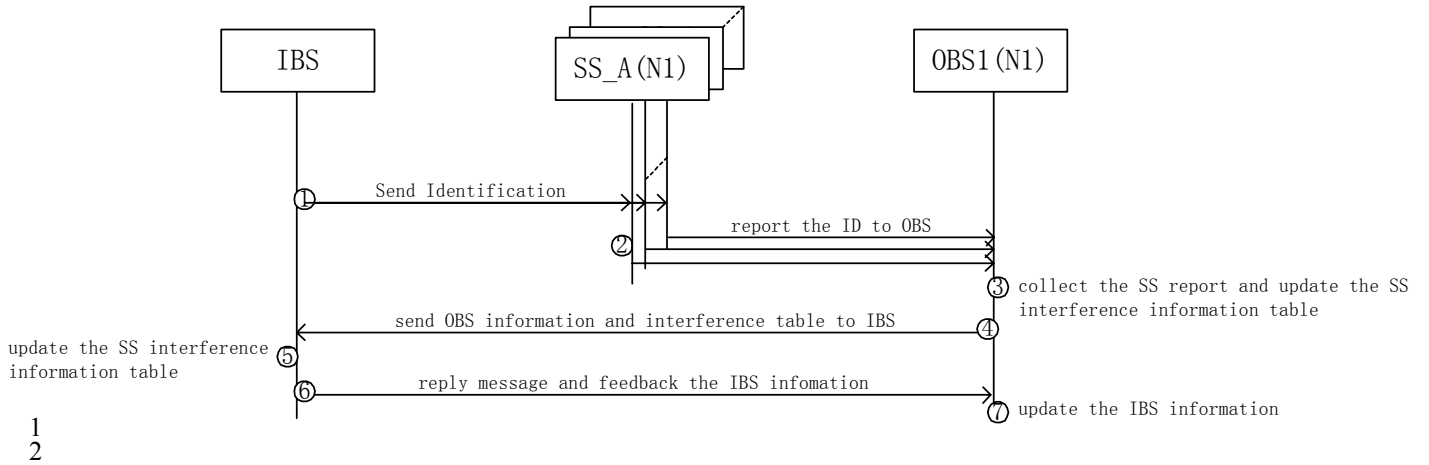 IBS
SS_A(N1)
OBS1(N1)
① Send Identification
report the ID to OBS
②
③ collect the SS report and update the SS
interference information table
send OBS information and interference table to IBS ④
update the SS interference
information table
⑤
⑥ reply message and feedback the IBS infomation
⑦ update the IBS information
1
2